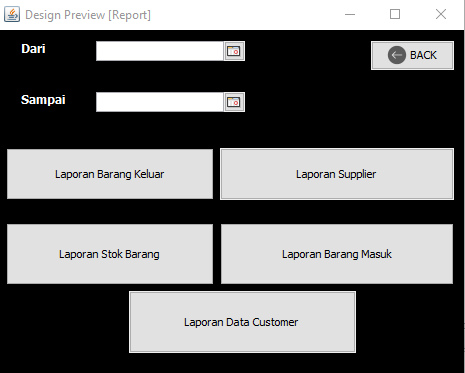 Design Preview [Report]
Dari
BACK
Sampai
Laporan Barang Keluar
Laporan Supplier
Laporan Stok Barang
Laporan Barang Masuk
Laporan Data Customer